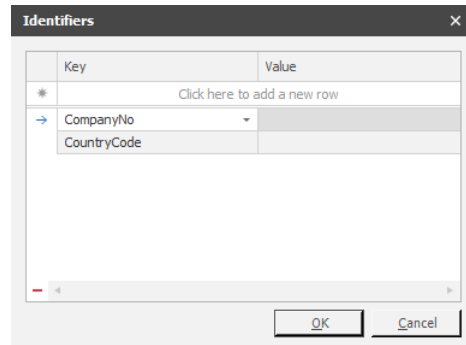 Identifiers
Key Value
Click here to add a new row
CompanyNo
CountryCode
OK Cancel